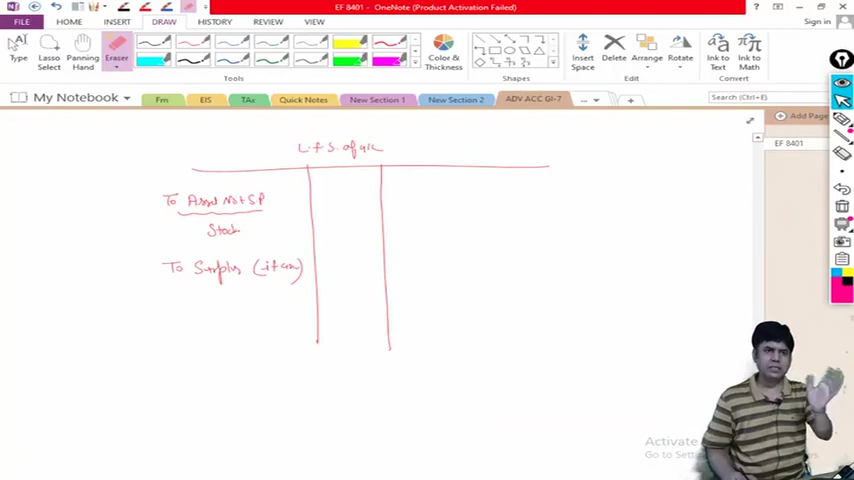 EF 8401 - OneNote (Product Activation Failed)
FILE HOME INSERT DRAW HISTORY REVIEW VIEW
Sign in
Type
Lasso Select
Panning Hand
Eraser
Color & Thickness
Insert Space
Delete
Arrange
Rotate
Ink to Text
Ink to Math
Tools
Shapes
Edit
Convert
My Notebook
Fm
EIS
TAx
Quick Notes
New Section 1
New Section 2
ADV ACC GI-7
Search (Ctrl+E)
Add Page
EF 8401
L.f S. of a/c
To Asset Not SP
Stock
To Surplus (if any)
Activate
Go to Setti